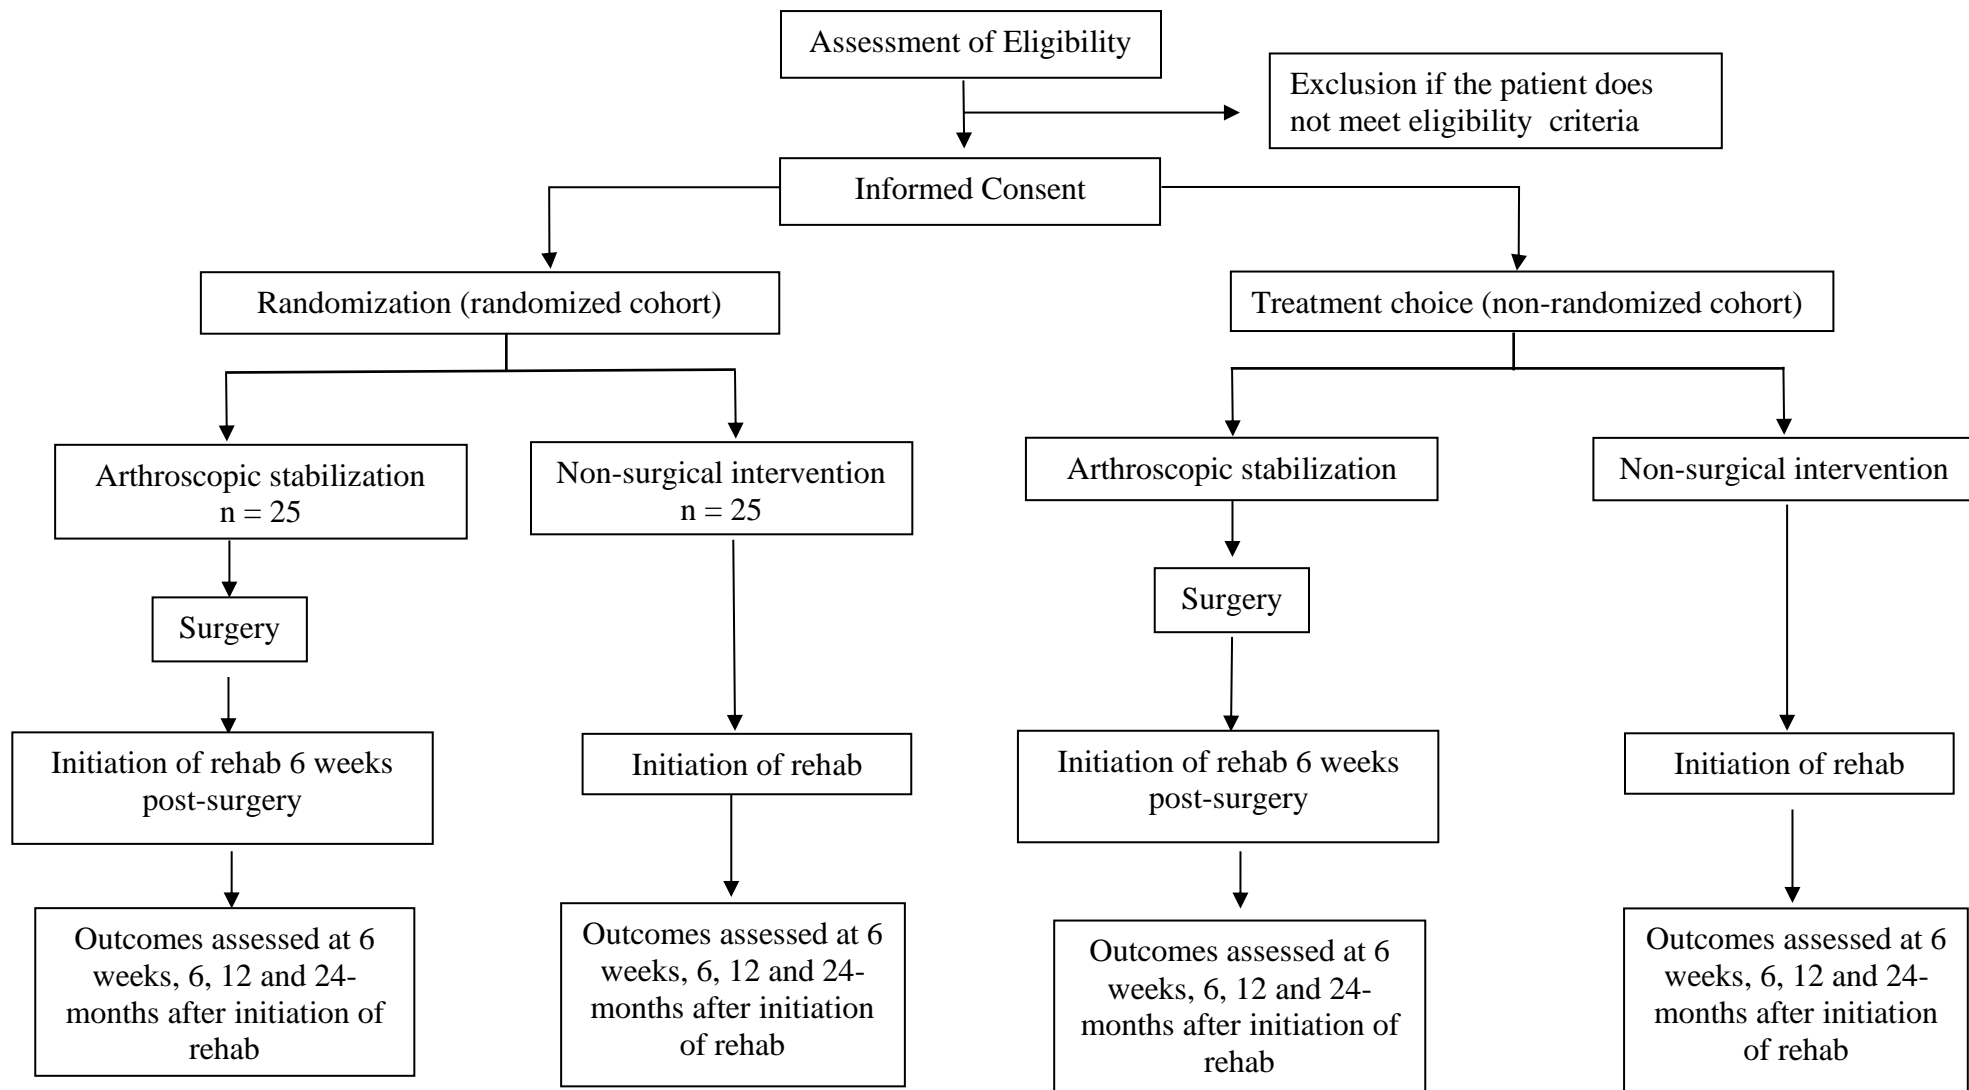 Assessment of Eligibility
Exclusion if the patient does
not meet eligibility criteria
Informed Consent
Randomization (randomized cohort)
Treatment choice (non-randomized cohort)
Arthroscopic stabilization
n = 25
Non-surgical intervention
n = 25
Arthroscopic stabilization
Non-surgical intervention
Surgery
Surgery
Initiation of rehab 6 weeks
post-surgery
Initiation of rehab
Initiation of rehab 6 weeks
post-surgery
Initiation of rehab
Outcomes assessed at 6
weeks, 6, 12 and 24-
months after initiation of
rehab
Outcomes assessed at 6
weeks, 6, 12 and 24-
months after initiation
of rehab
Outcomes assessed at 6
weeks, 6, 12 and 24-
months after initiation of
rehab
Outcomes assessed at 6
weeks, 6, 12 and 24-
months after initiation
of rehab